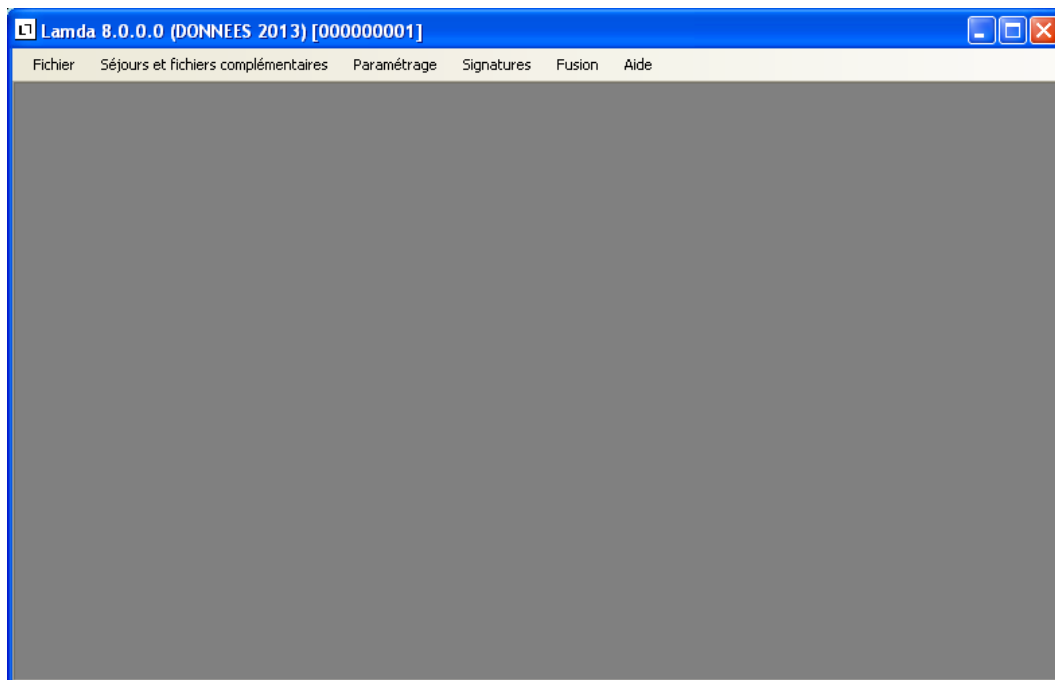 Lamda 8.0.0.0 (DONNEES 2013) [000000001]
Fichier Séjours et fichiers complémentaires Paramétrage Signatures Fusion Aide